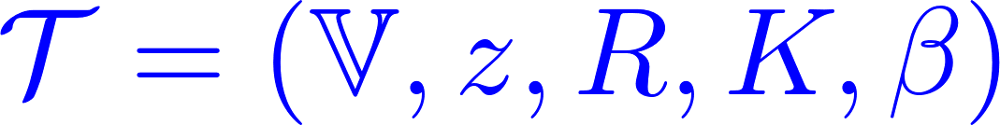 𝒯 = (𝕍, z, R, K, β)